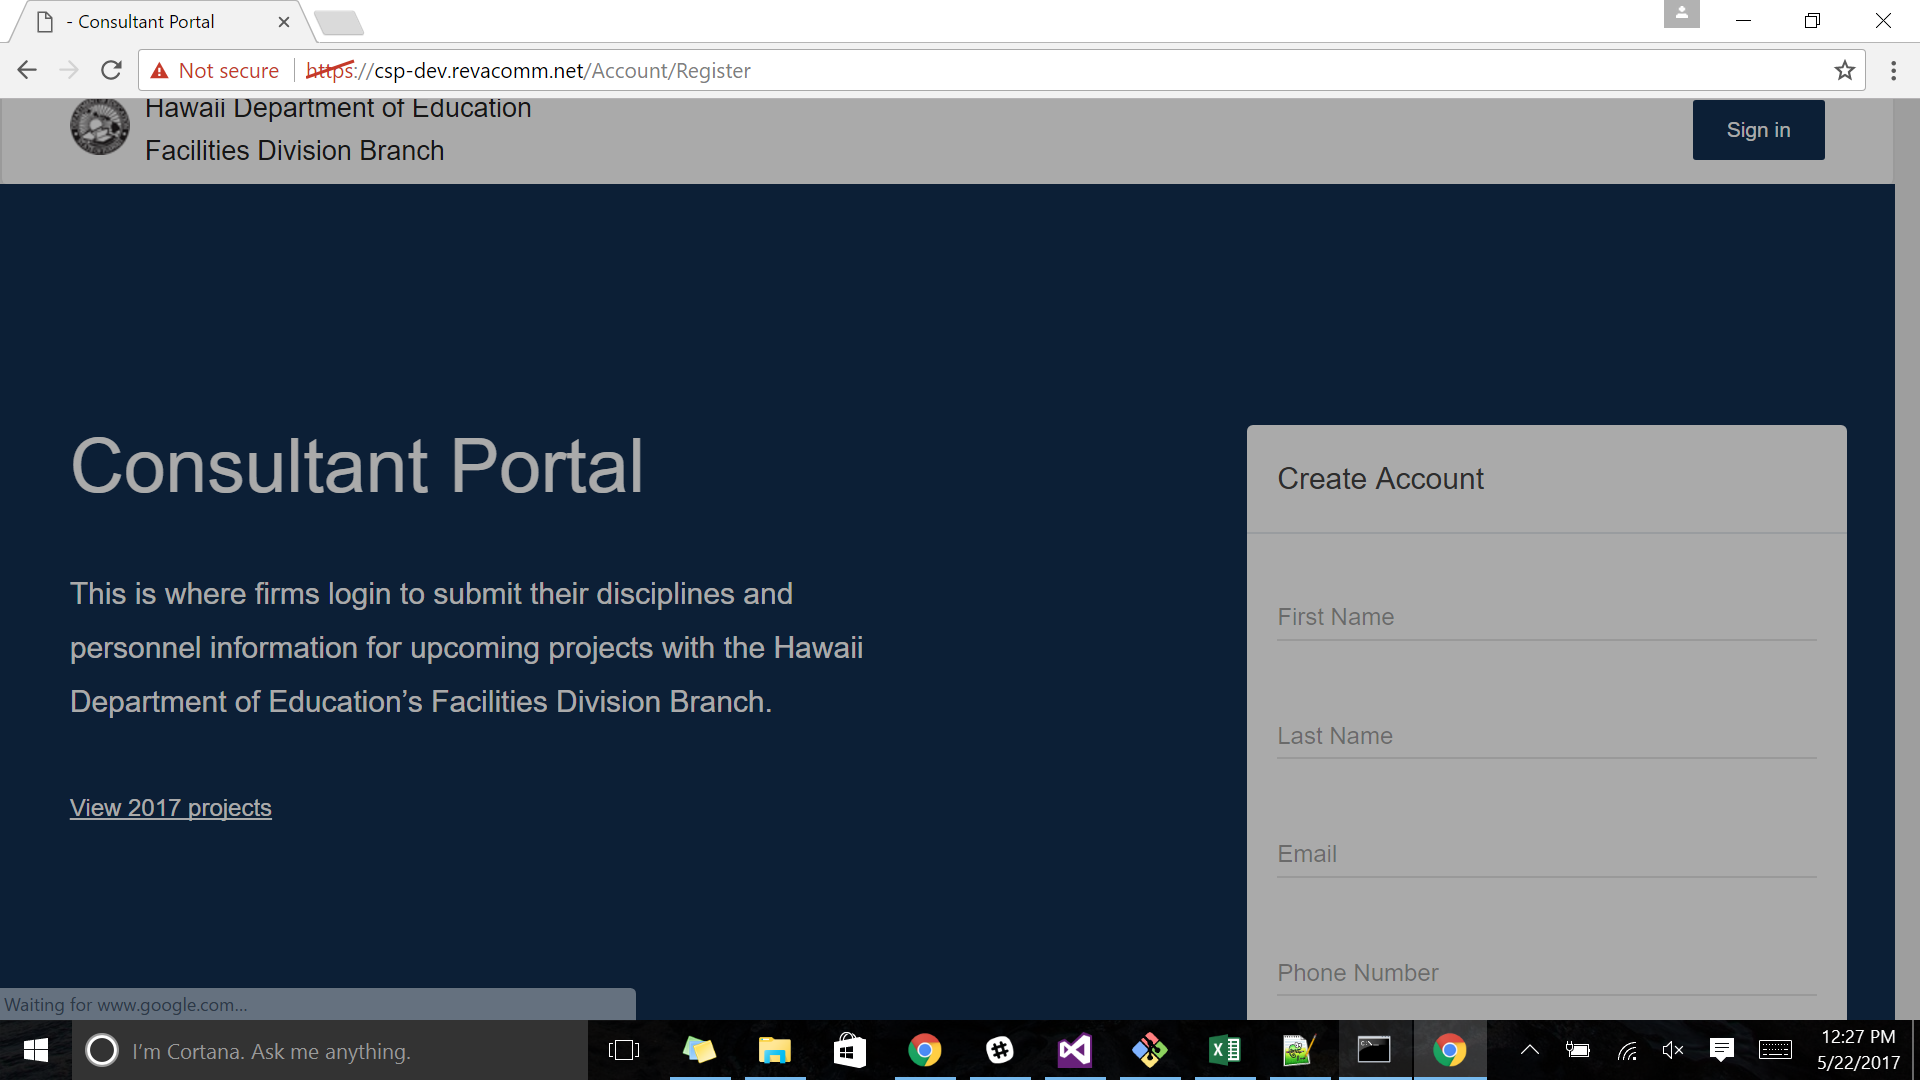 - Consultant Portal
Not secure
https://csp-dev.revacomm.net/Account/Register
Hawaii Department of Education
Facilities Division Branch
Sign in
Consultant Portal
This is where firms login to submit their disciplines and
personnel information for upcoming projects with the Hawaii
Department of Education’s Facilities Division Branch.
View 2017 projects
Create Account
First Name
Last Name
Email
Phone Number
Waiting for www.google.com...
I'm Cortana. Ask me anything.
12:27 PM
5/22/2017